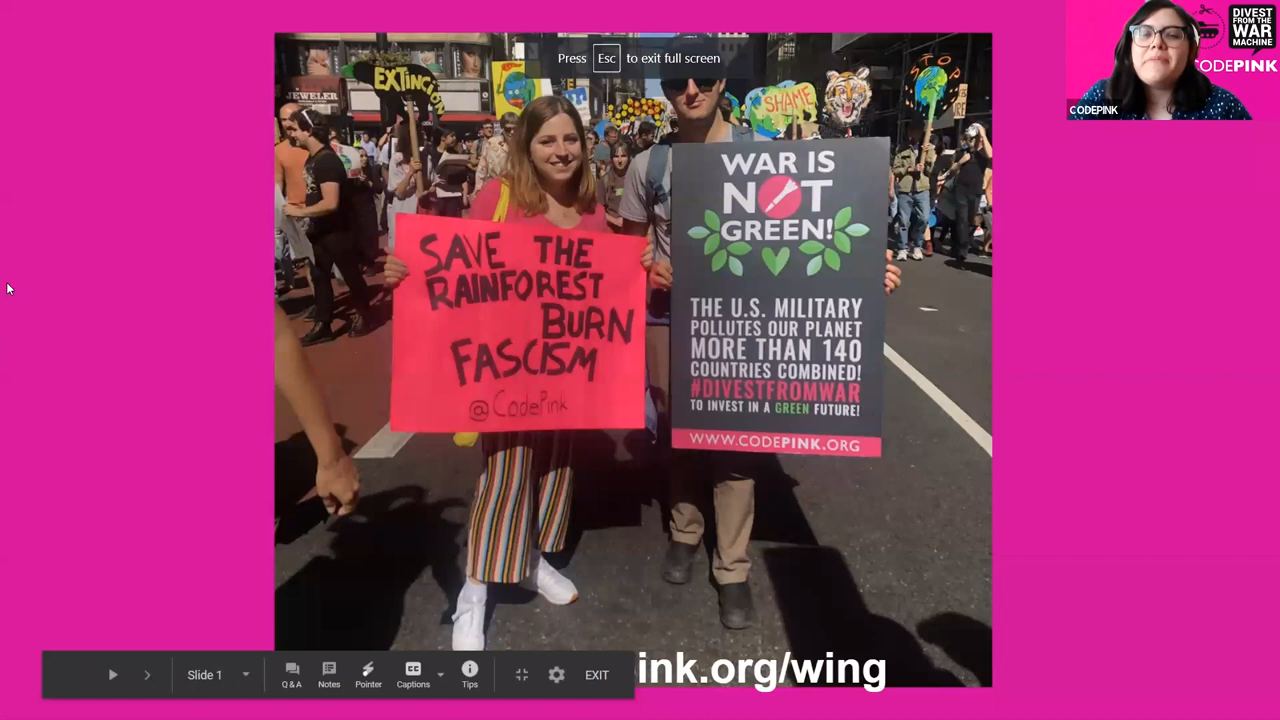 Press Esc to exit full screen
DIVEST
FROM THE
WAR
MACHINE
CODEPINK
CODEPINK
EXTINCTION
JEWELER
SHAME
STOP
SAVE THE
RAINFOREST
BURN
FASCISM
@CodePink
WAR IS
NOT
GREEN!
THE U.S. MILITARY
POLLUTES OUR PLANET
MORE THAN 140
COUNTRIES COMBINED!
#DIVESTFROMWAR
TO INVEST IN A GREEN FUTURE!
WWW.CODEPINK.ORG
ink.org/wing
Slide 1
Q & A
Notes
Pointer
Captions
Tips
EXIT